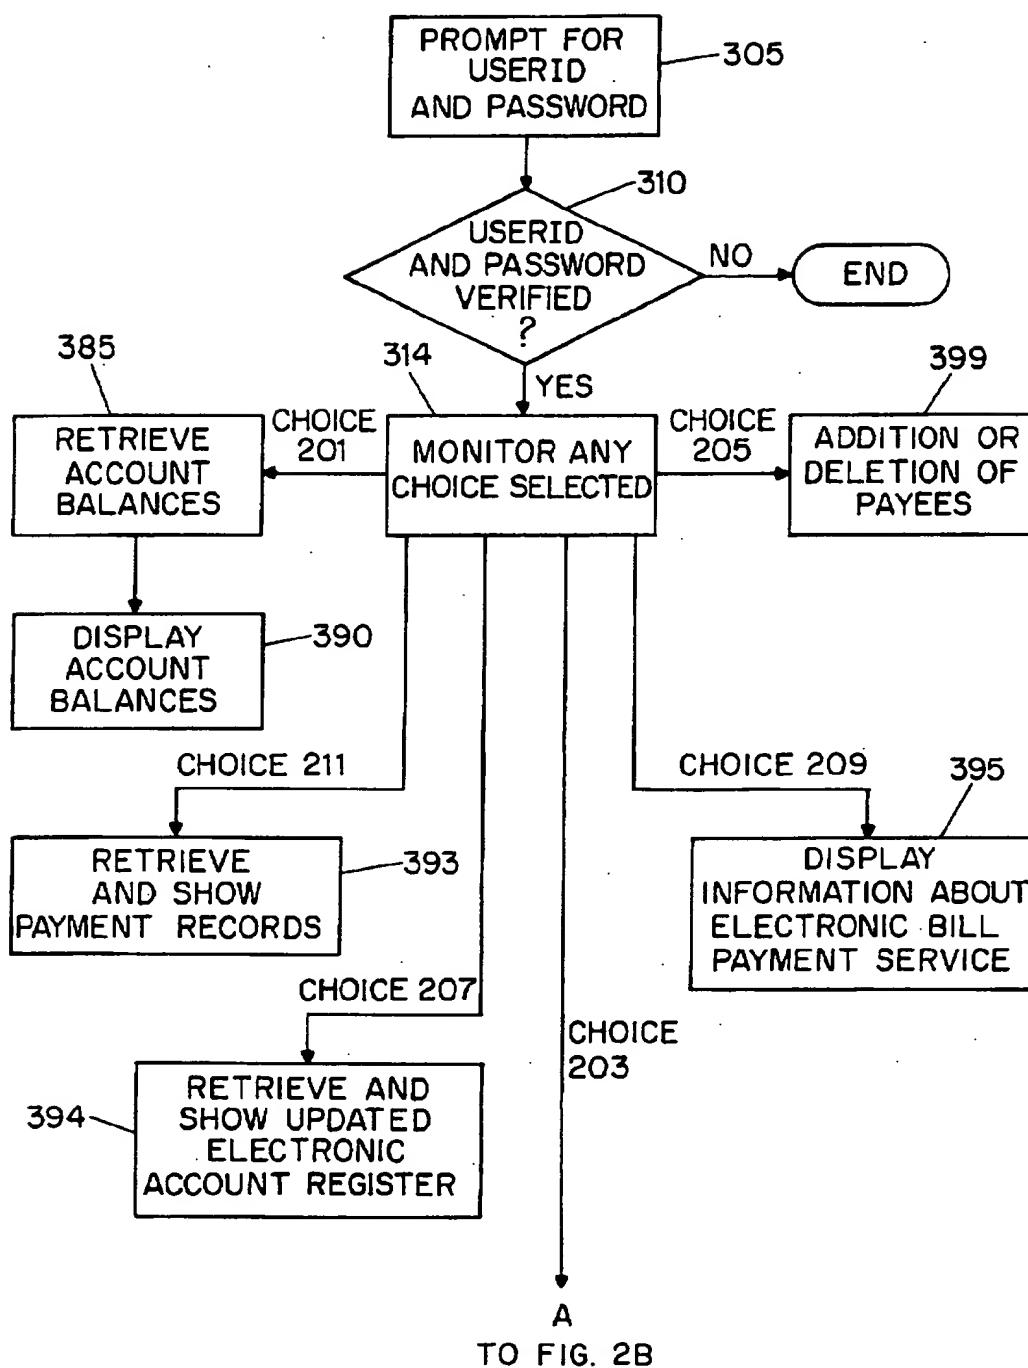 PROMPT FOR
USERID
AND PASSWORD
305
310
USERID
AND PASSWORD
VERIFIED
?
NO
END
YES
385
314
399
RETRIEVE
ACCOUNT
BALANCES
CHOICE
201
MONITOR ANY
CHOICE SELECTED
CHOICE
205
ADDITION OR
DELETION OF
PAYEES
DISPLAY
ACCOUNT
BALANCES
390
CHOICE 211
CHOICE 209
395
RETRIEVE
AND SHOW
PAYMENT RECORDS
393
DISPLAY
INFORMATION ABOUT
ELECTRONIC BILL
PAYMENT SERVICE
CHOICE 207
CHOICE
203
394
RETRIEVE AND
SHOW UPDATED
ELECTRONIC
ACCOUNT REGISTER
A
TO FIG. 2B